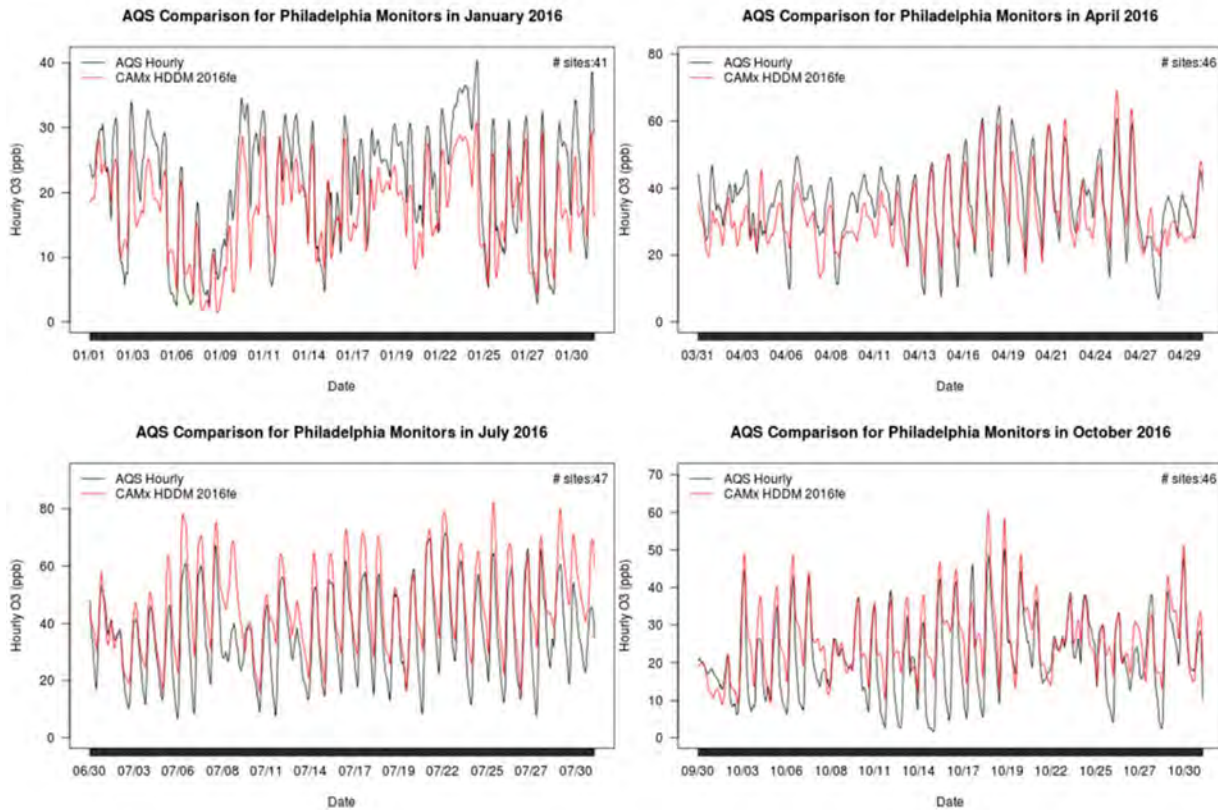 AQS Comparison for Philadelphia Monitors in January 2016
AQS Hourly
CAMx HDDM 2016fe
# sites:41
Hourly O3 (ppb)
40
30
20
10
0
01/01 01/03 01/06 01/09 01/11 01/14 01/17 01/19 01/22 01/25 01/27 01/30
Date
AQS Comparison for Philadelphia Monitors in April 2016
AQS Hourly
CAMx HDDM 2016fe
# sites:46
Hourly O3 (ppb)
80
60
40
20
0
03/31 04/03 04/06 04/08 04/11 04/13 04/16 04/19 04/21 04/24 04/27 04/29
Date
AQS Comparison for Philadelphia Monitors in July 2016
AQS Hourly
CAMx HDDM 2016fe
# sites:47
Hourly O3 (ppb)
80
60
40
20
0
06/30 07/03 07/06 07/08 07/11 07/14 07/17 07/19 07/22 07/25 07/27 07/30
Date
AQS Comparison for Philadelphia Monitors in October 2016
AQS Hourly
CAMx HDDM 2016fe
# sites:46
Hourly O3 (ppb)
70
60
50
40
30
20
10
0
09/30 10/03 10/06 10/08 10/11 10/14 10/17 10/19 10/22 10/25 10/27 10/30
Date